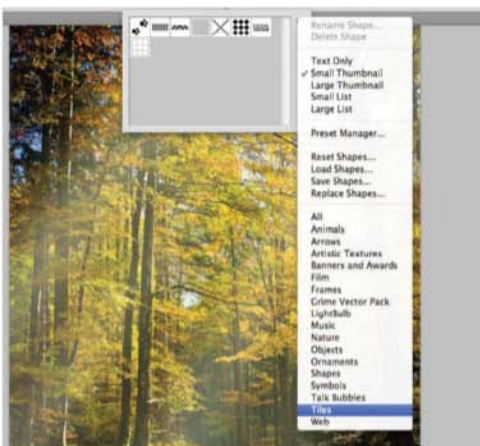 Rename Shape...
Delete Shape
Text Only
✓ Small Thumbnail
Large Thumbnail
Small List
Large List
Preset Manager...
Reset Shapes...
Load Shapes...
Save Shapes...
Replace Shapes...
All
Animals
Arrows
Artistic Textures
Banners and Awards
Film
Frames
Grime Vector Pack
LightBulb
Music
Nature
Objects
Ornaments
Shapes
Symbols
Talk Bubbles
Tiles
Web